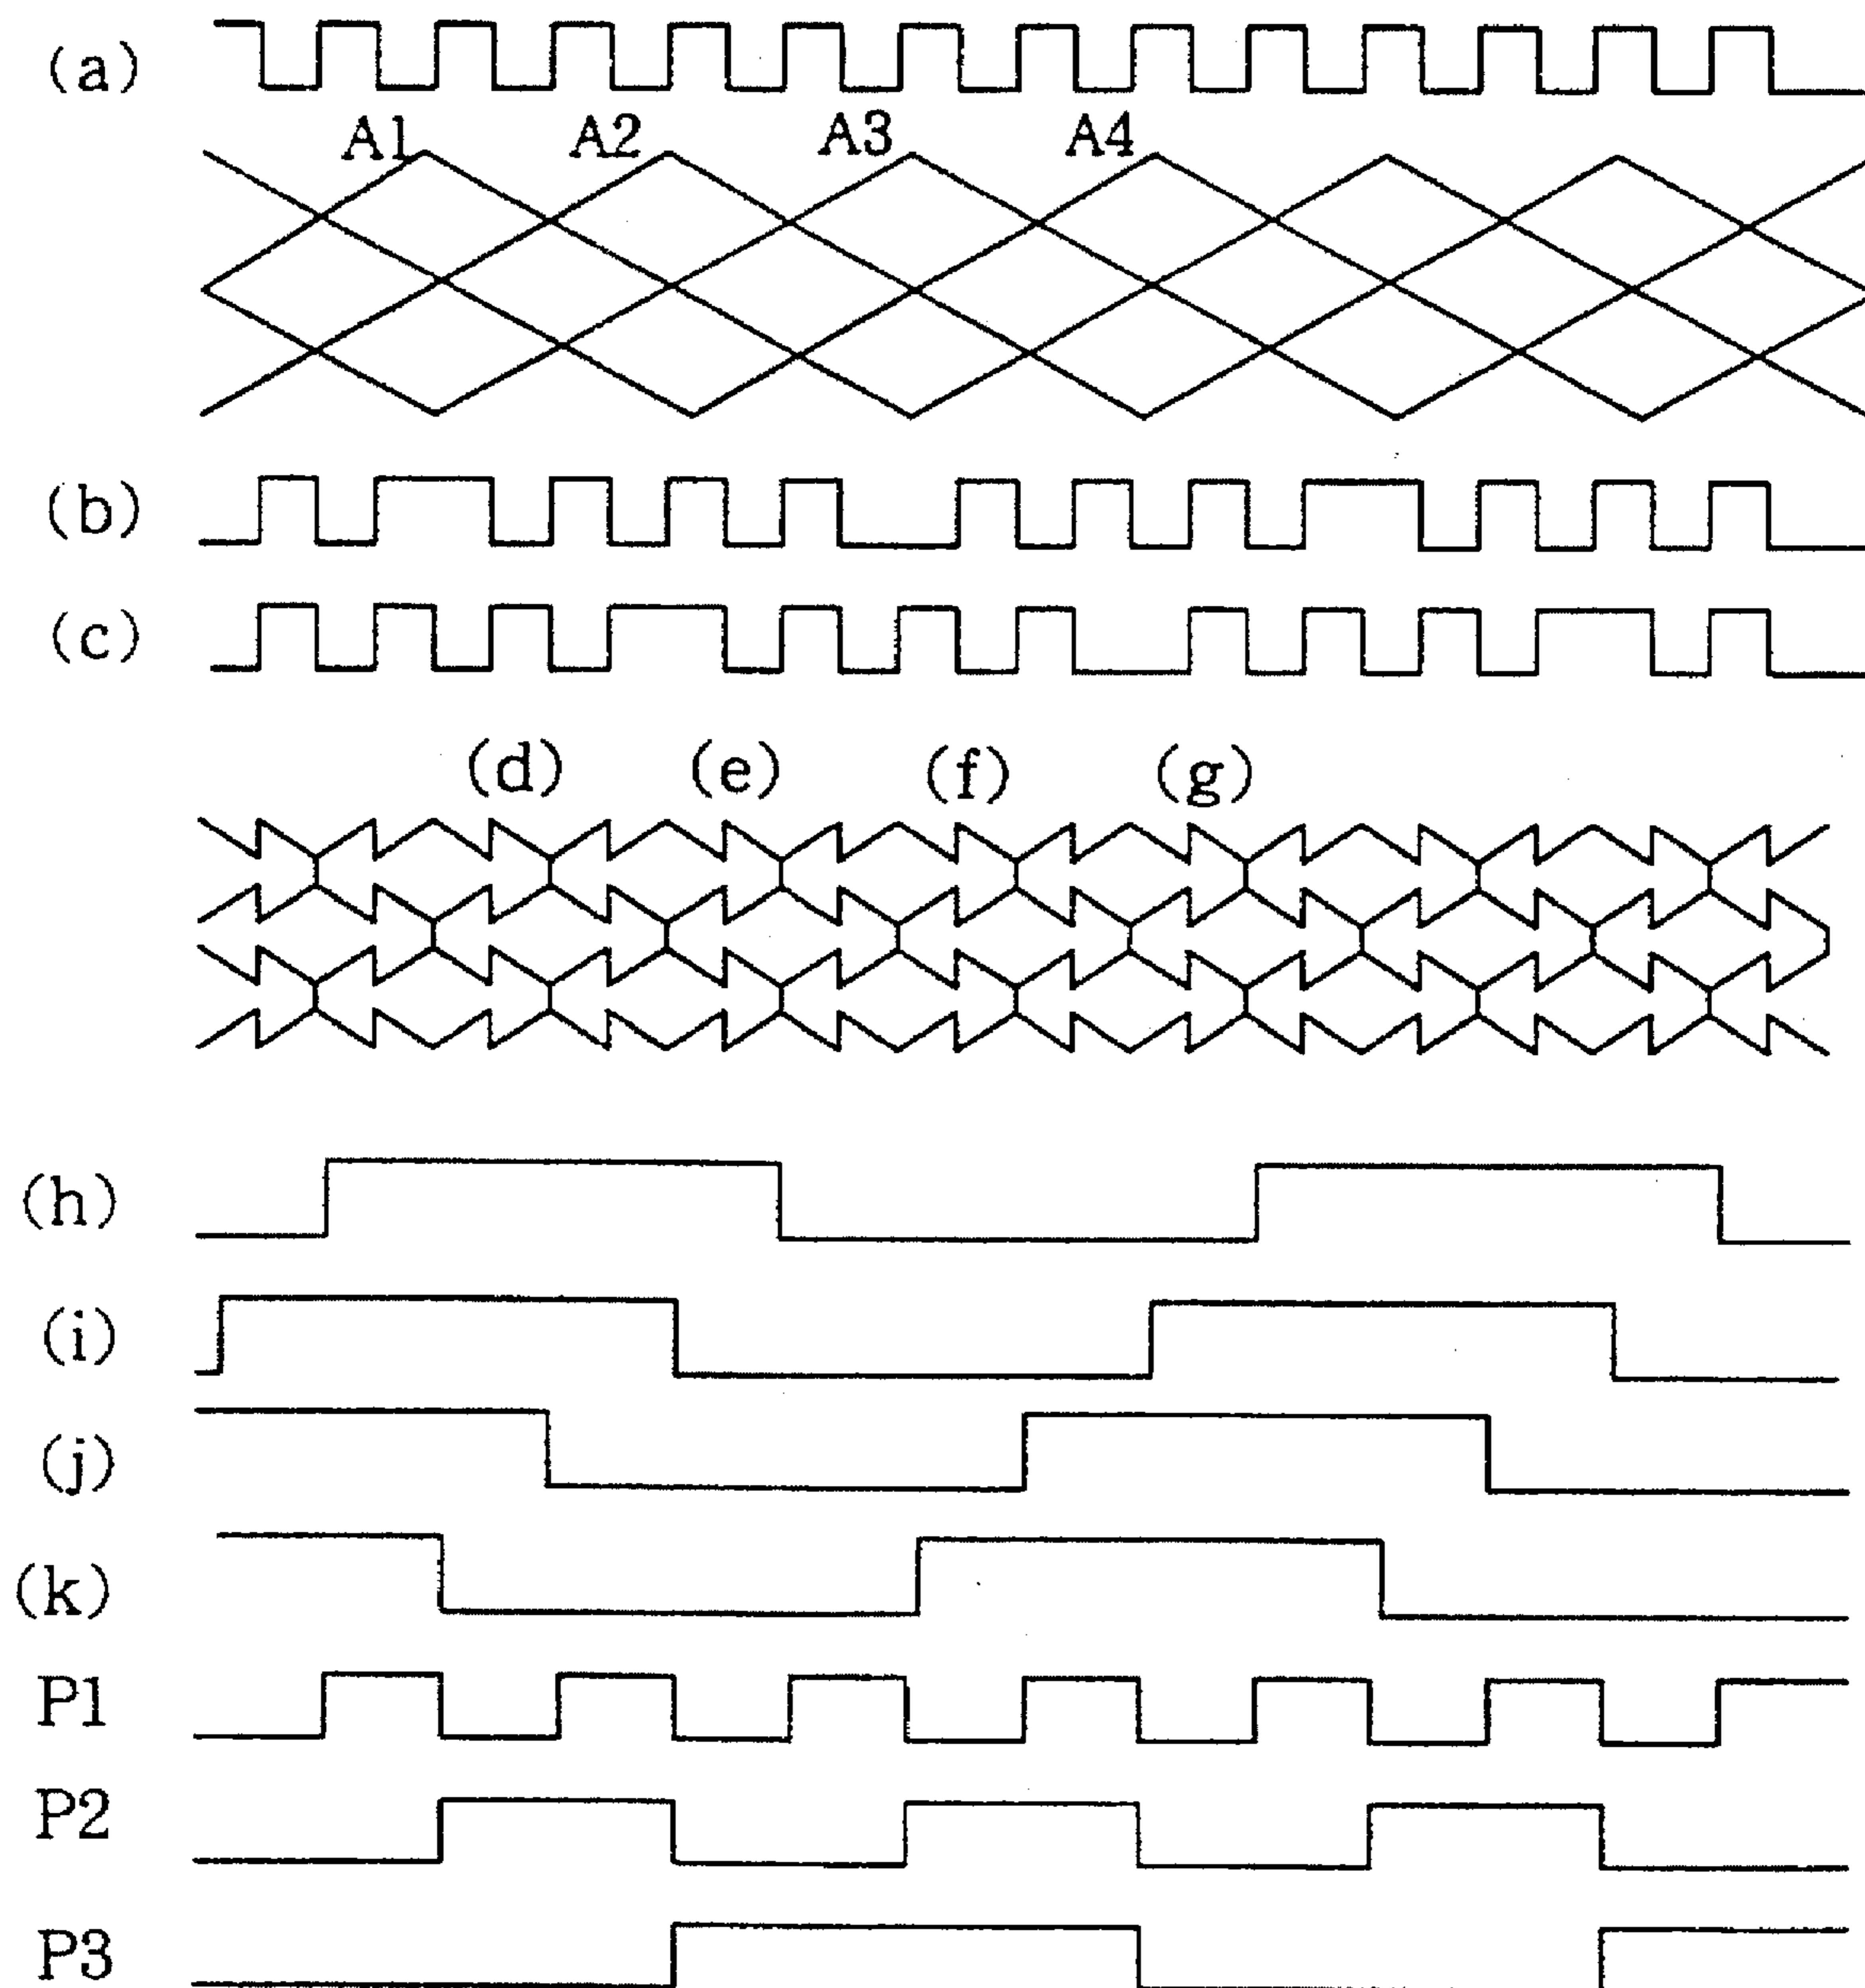 (a)
A1 A2 A3 A4
(b)
(c)
(d) (e) (f) (g)
(h)
(i)
(j)
(k)
P1
P2
P3